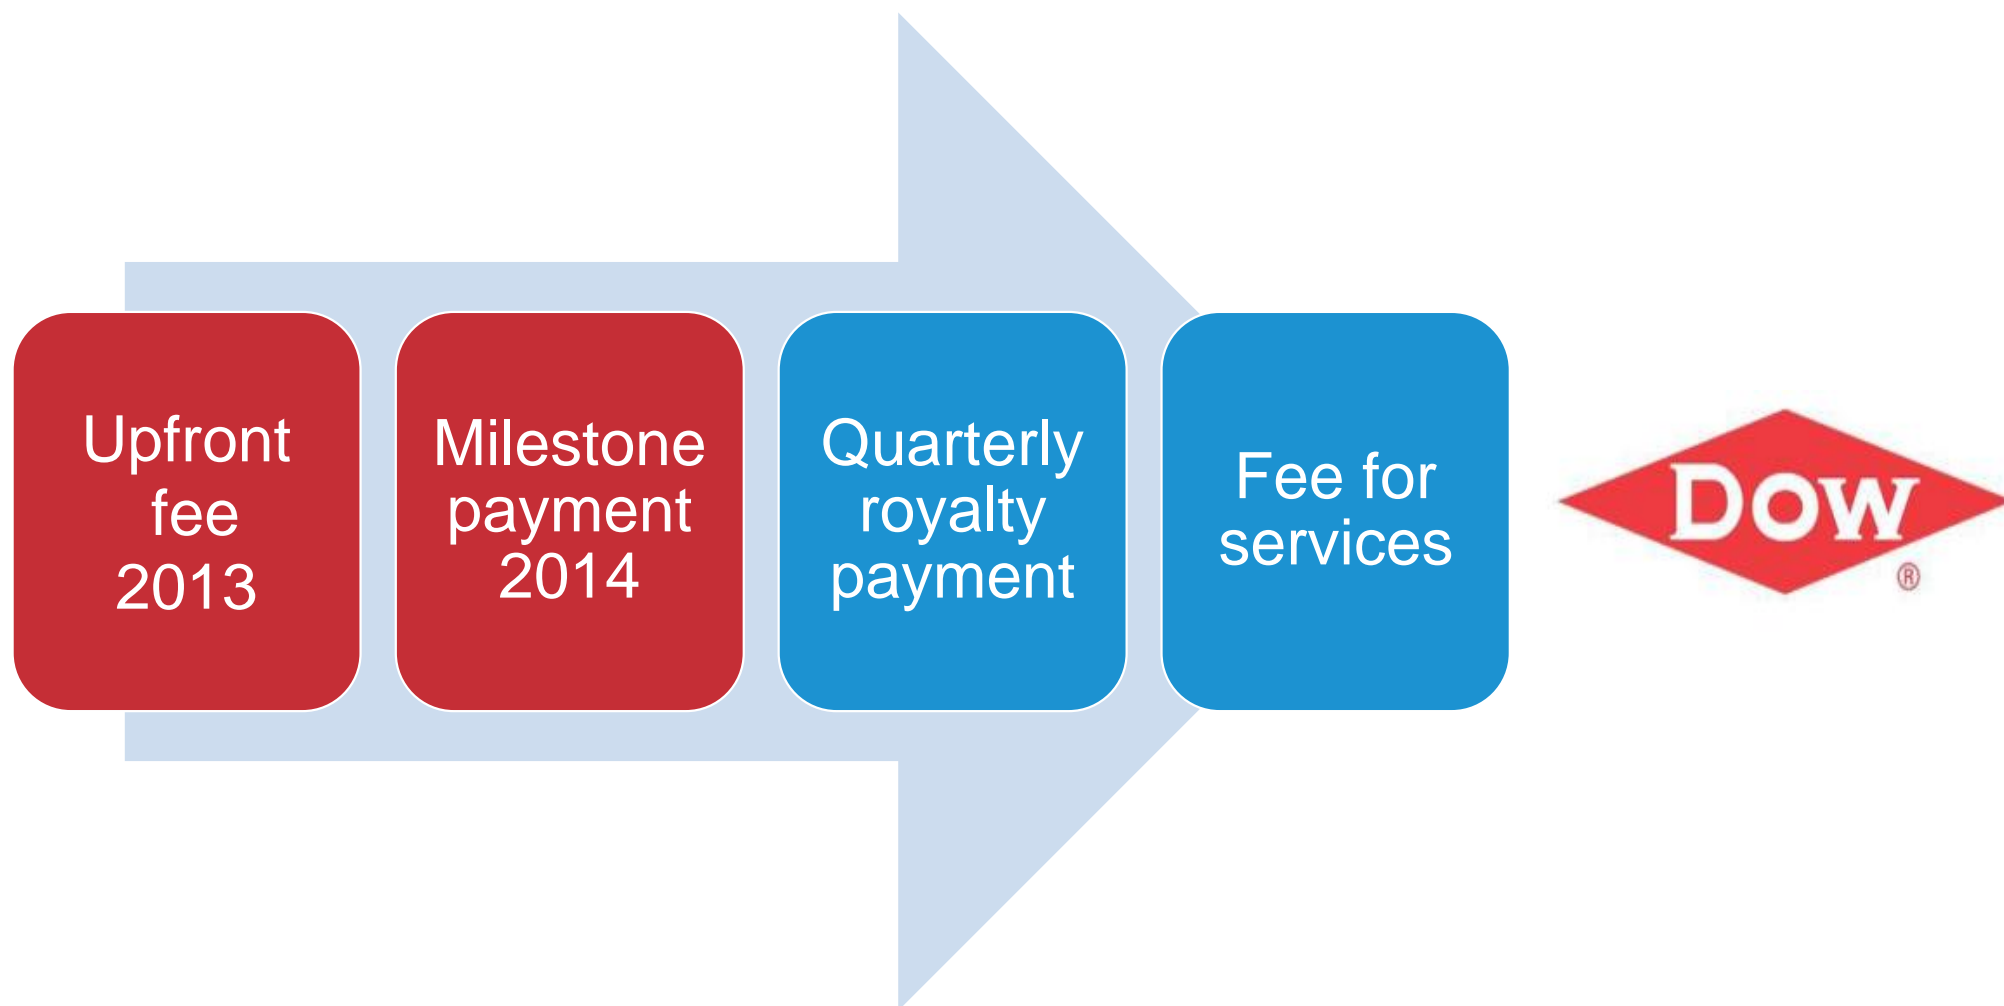 Upfront
fee
2013
Milestone
payment
2014
Quarterly
royalty
payment
Fee for
services
DOW
®